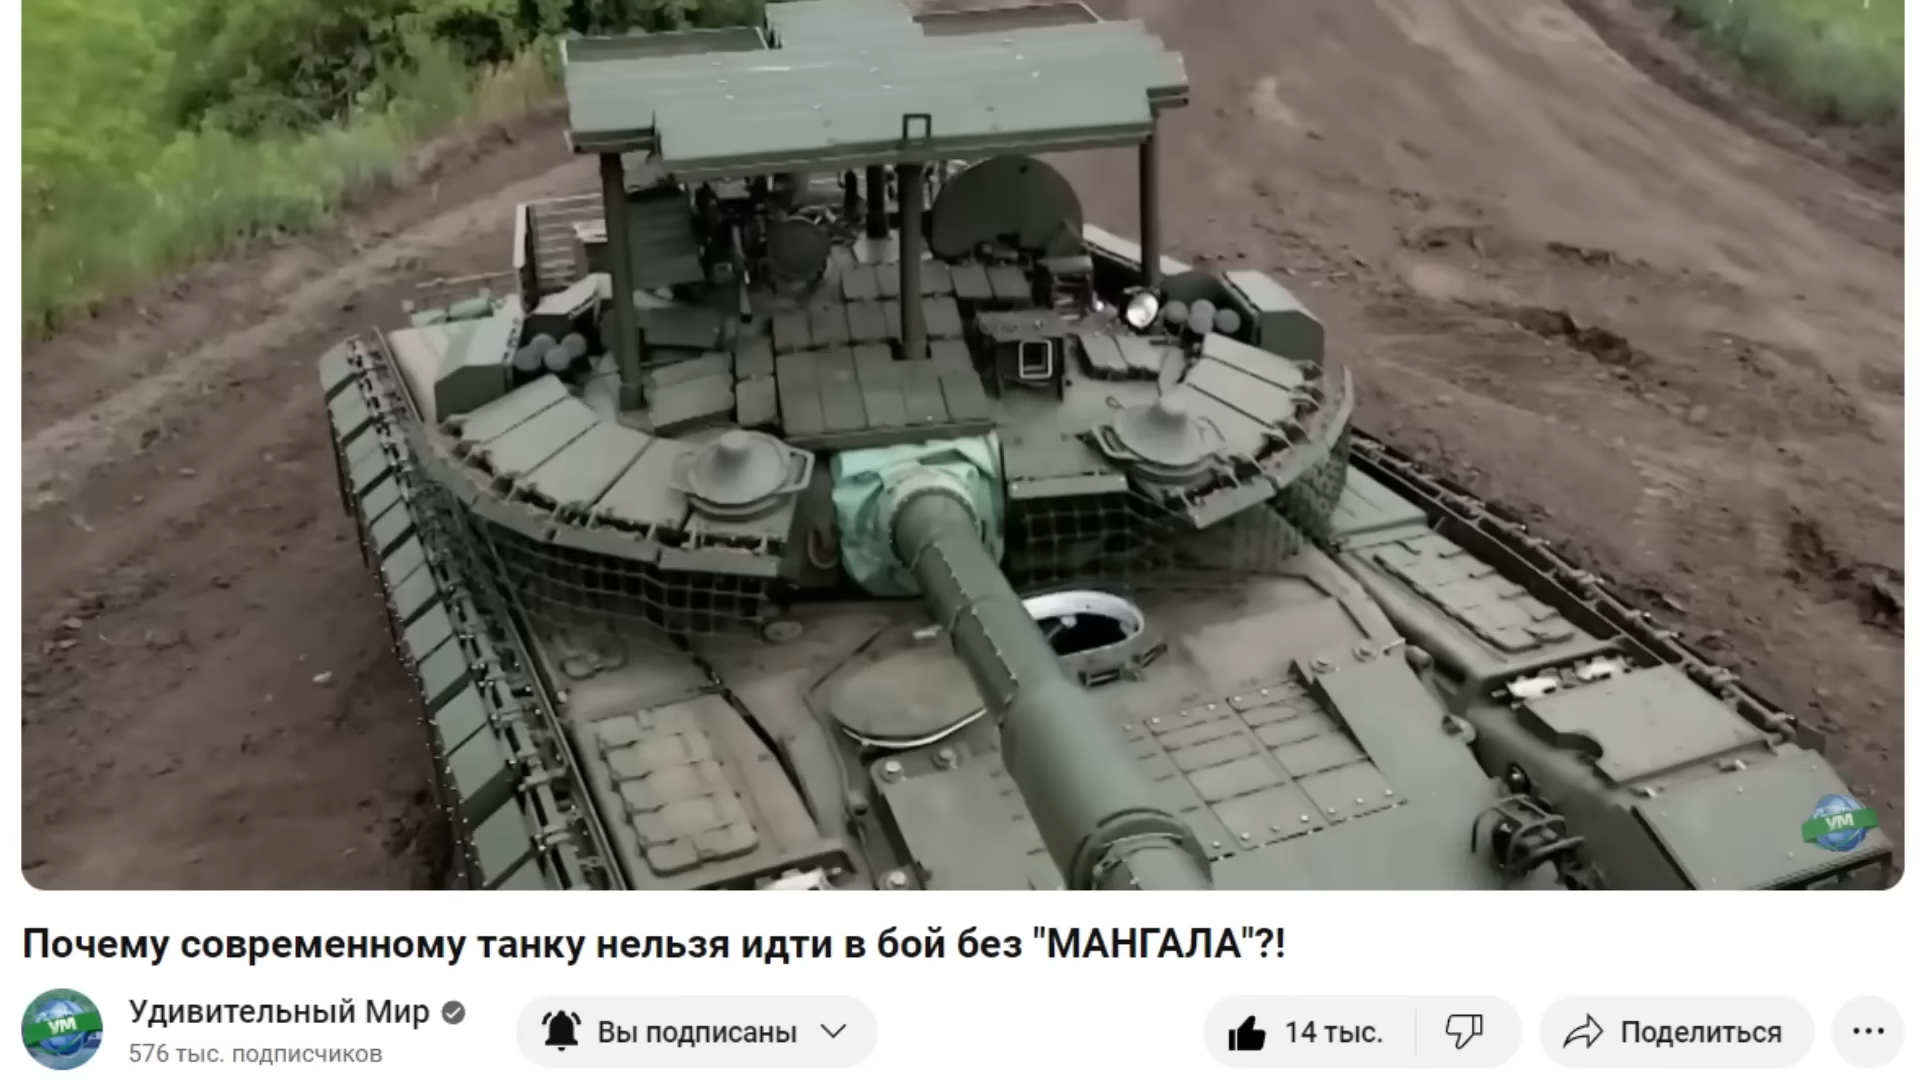 УМ
Почему современному танку нельзя идти в бой без "МАНГАЛА"?!
УМ
Удивительный Мир
576 тыс. подписчиков
Вы подписаны
14 тыс.
Поделиться